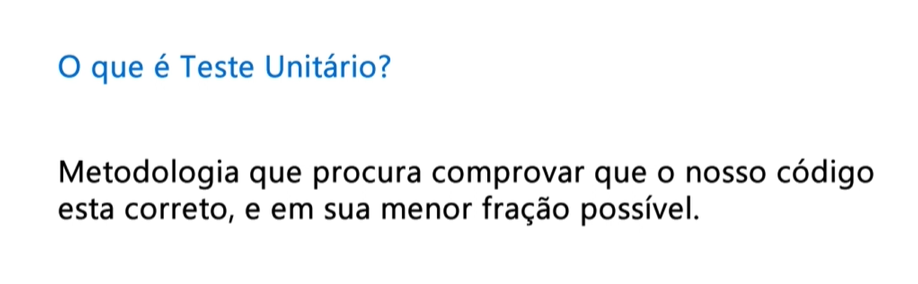 O que é Teste Unitário?
Metodologia que procura comprovar que o nosso código
esta correto, e em sua menor fração possível.